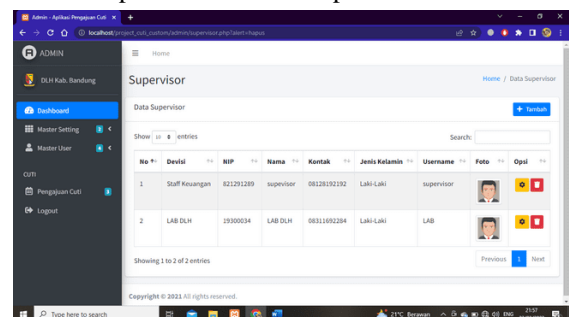 Admin - Aplikasi Pengajuan Cuti
localhost/project_cuti_custom/admin/supervisor.php?alert=hapus
ADMIN
Home
DLH Kab. Bandung
Supervisor
Home / Data Supervisor
Dashboard
Data Supervisor
+ Tambah
Master Setting
Master User
Show 10 entries
Search:
No Devisi NIP Nama Kontak Jenis Kelamin Username Foto Opsi
1 Staff Keuangan 821291289 supevisor 08128192192 Laki-Laki supervisor
2 LAB DLH 19300034 LAB DLH 08311692284 Laki-Laki LAB
CUTI
Pengajuan Cuti
Logout
Showing 1 to 2 of 2 entries
Previous 1 Next
Copyright © 2021 All rights reserved.
Type here to search
21°C Berawan
ENG
21:57